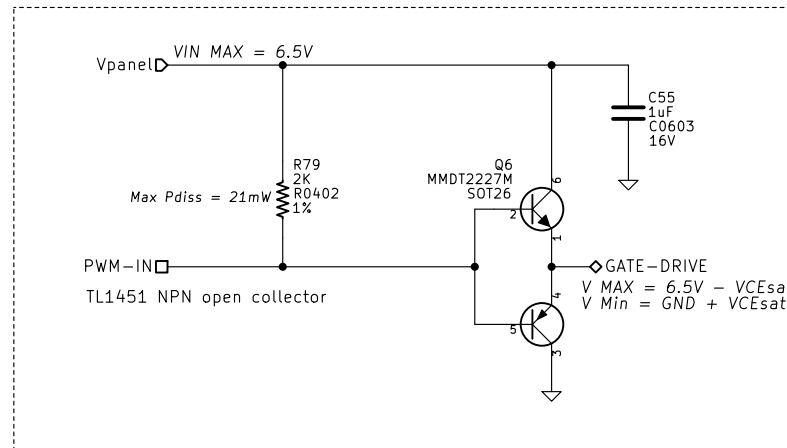 VIN MAX = 6.5V
Vpanel
C55
1uF
C0603
16V
R79
2K
R0402
1%
Max Pdiss = 21mW
Q6
MMDT2227M
SOT26
6
2
1
PWM-IN
TL1451 NPN open collector
GATE-DRIVE
V MAX = 6.5V - VCEsa
V Min = GND + VCEsat
4
5
3